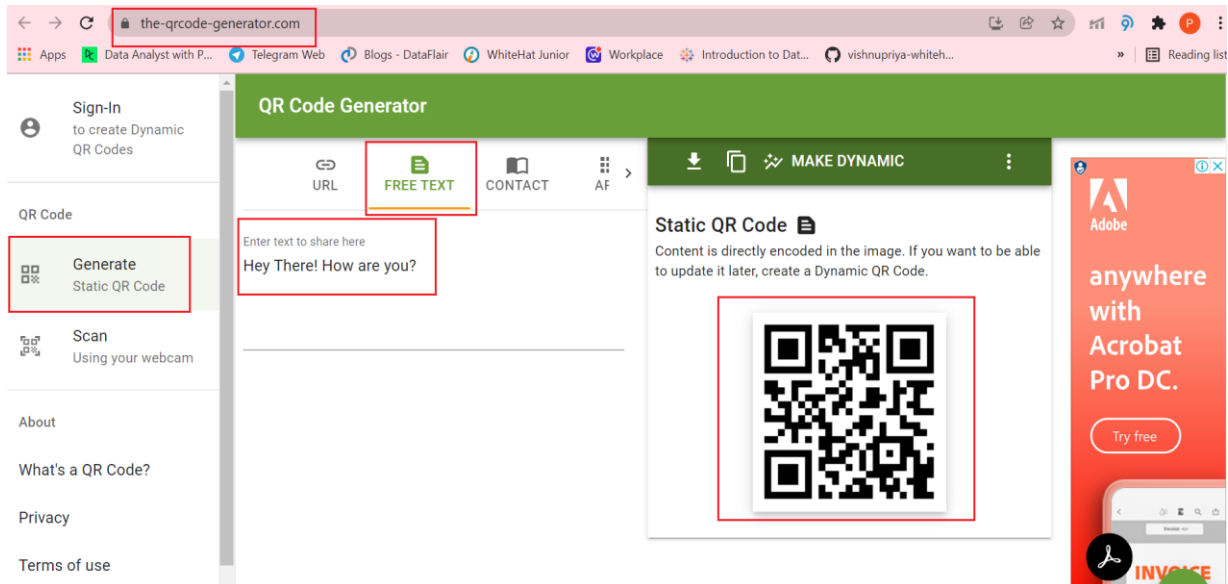 the-qrcode-generator.com
Apps
Data Analyst with P...
Telegram Web
Blogs - DataFlair
WhiteHat Junior
Workplace
Introduction to Dat...
vishnupriya-whiteh...
»
Reading list
P
Sign-In
to create Dynamic
QR Codes
QR Code
Generate
Static QR Code
Scan
Using your webcam
About
What's a QR Code?
Privacy
Terms of use
QR Code Generator
URL
FREE TEXT
CONTACT
Enter text to share here
Hey There! How are you?
MAKE DYNAMIC
Static QR Code
Content is directly encoded in the image. If you want to be able
to update it later, create a Dynamic QR Code.
Adobe
anywhere
with
Acrobat
Pro DC.
Try free
INVOICE